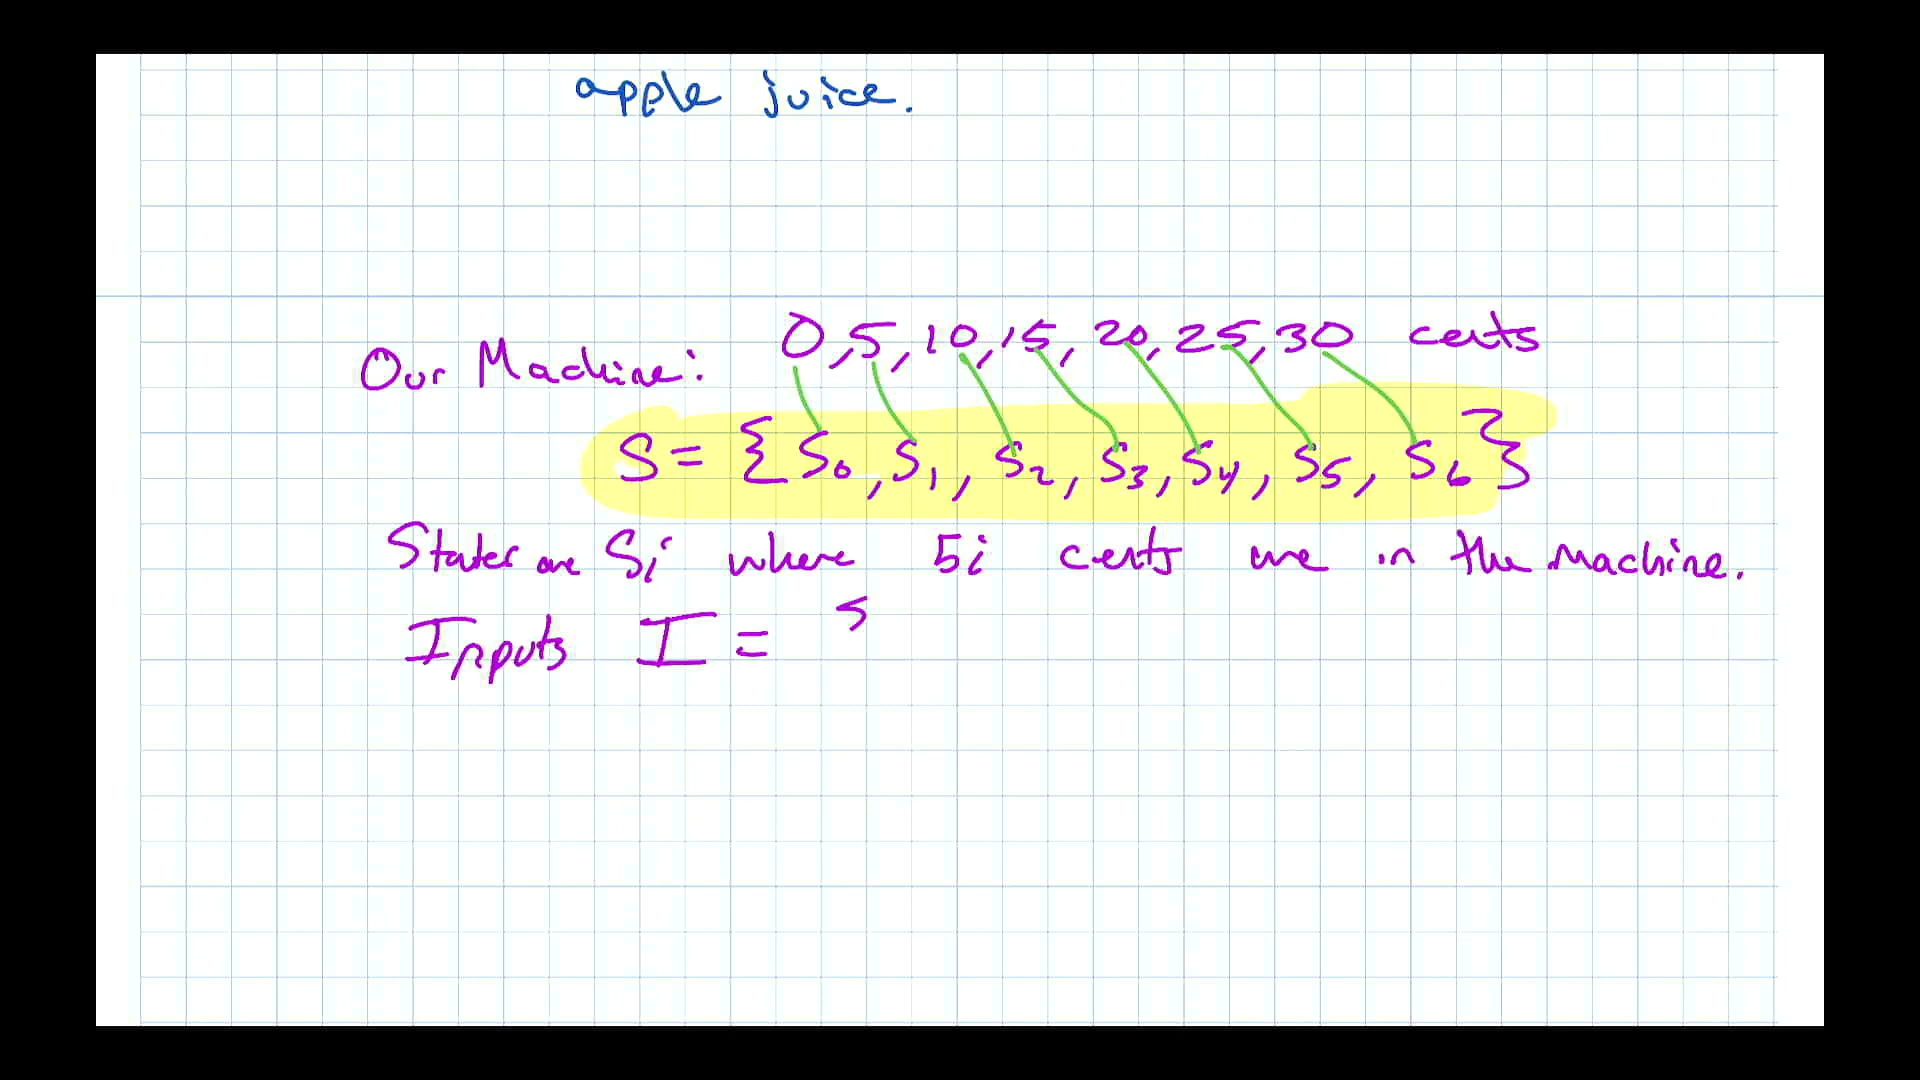 apple juice.
0, 5, 10, 15, 20, 25, 30 cents
Our Machine:
S = {S0, S1, S2, S3, S4, S5, S6}
States are Si where 5i cents are in the Machine.
Inputs I =